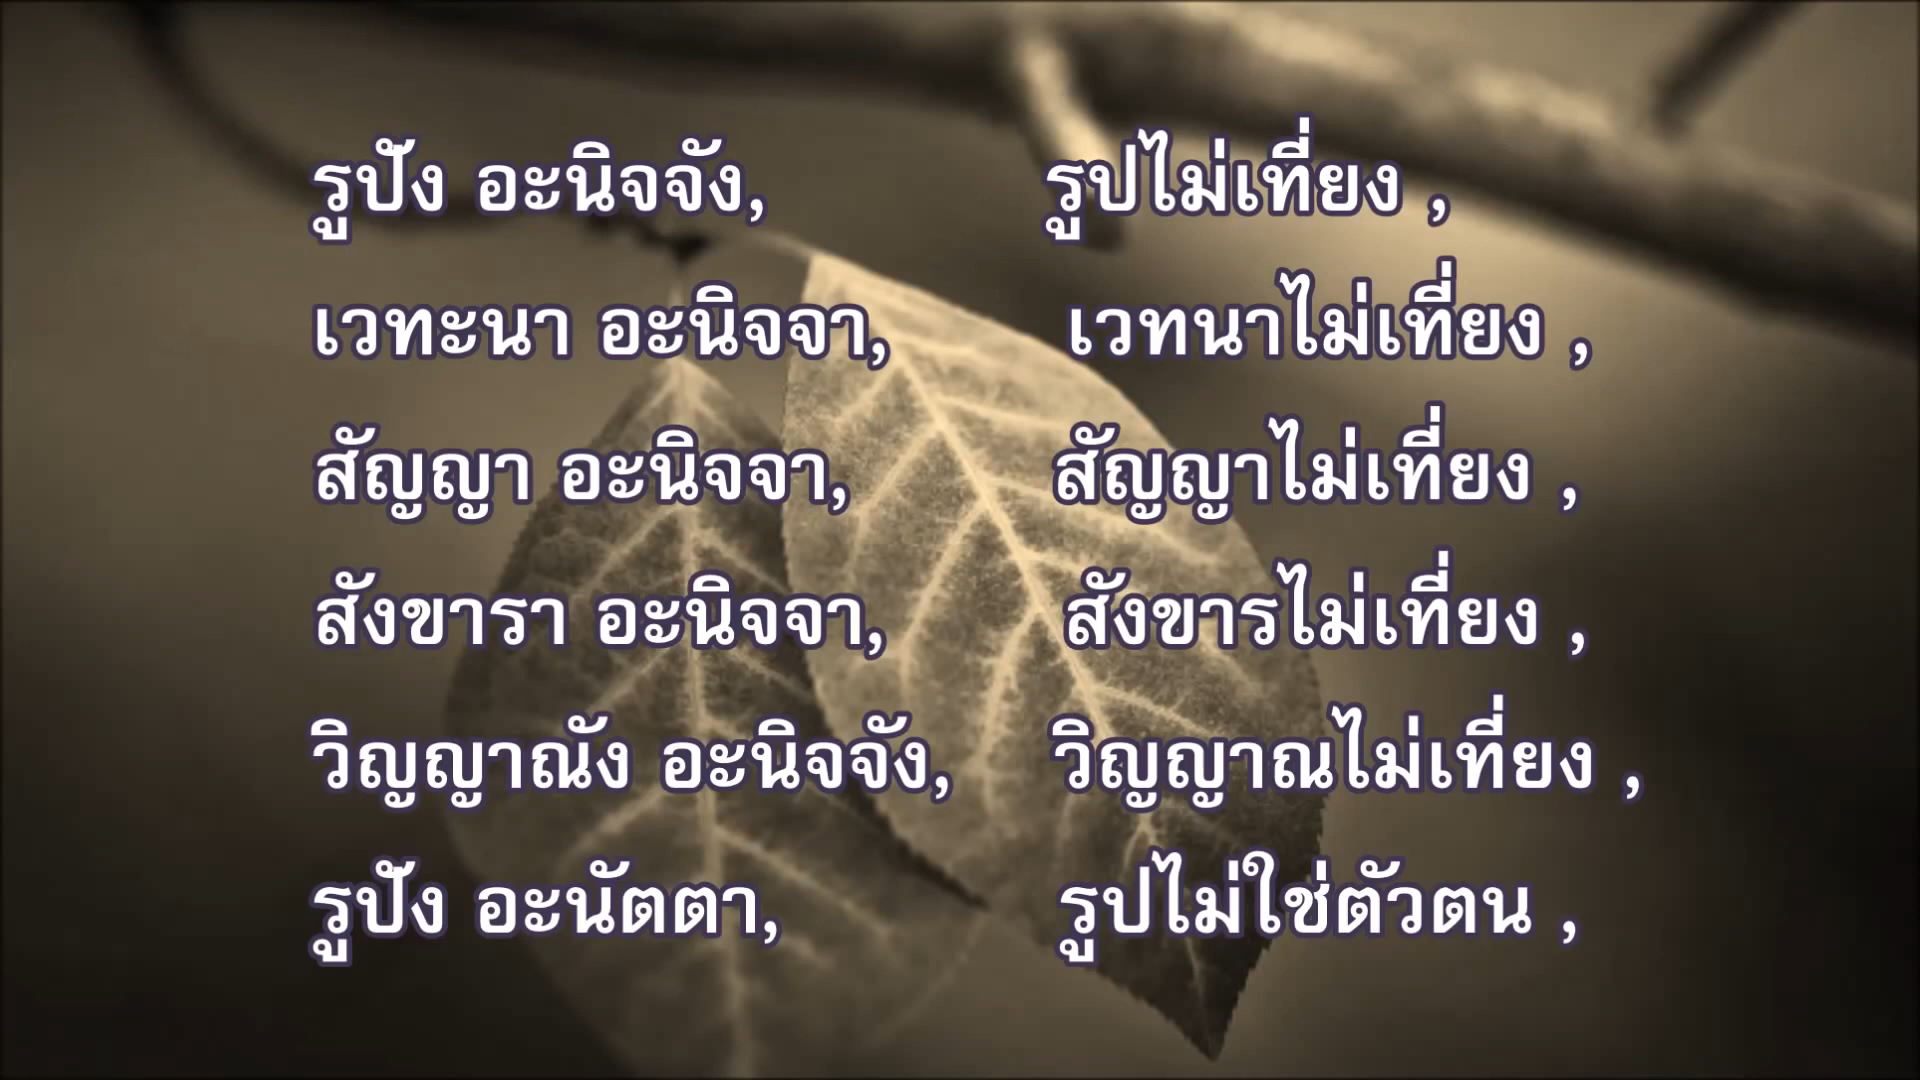 รูปัง อะนิจจัง, รูปไม่เที่ยง ,
เวทะนา อะนิจจา, เวทนาไม่เที่ยง ,
สัญญา อะนิจจา, สัญญาไม่เที่ยง ,
สังขารา อะนิจจา, สังขารไม่เที่ยง ,
วิญญาณัง อะนิจจัง, วิญญาณไม่เที่ยง ,
รูปัง อะนัตตา, รูปไม่ใช่ตัวตน ,